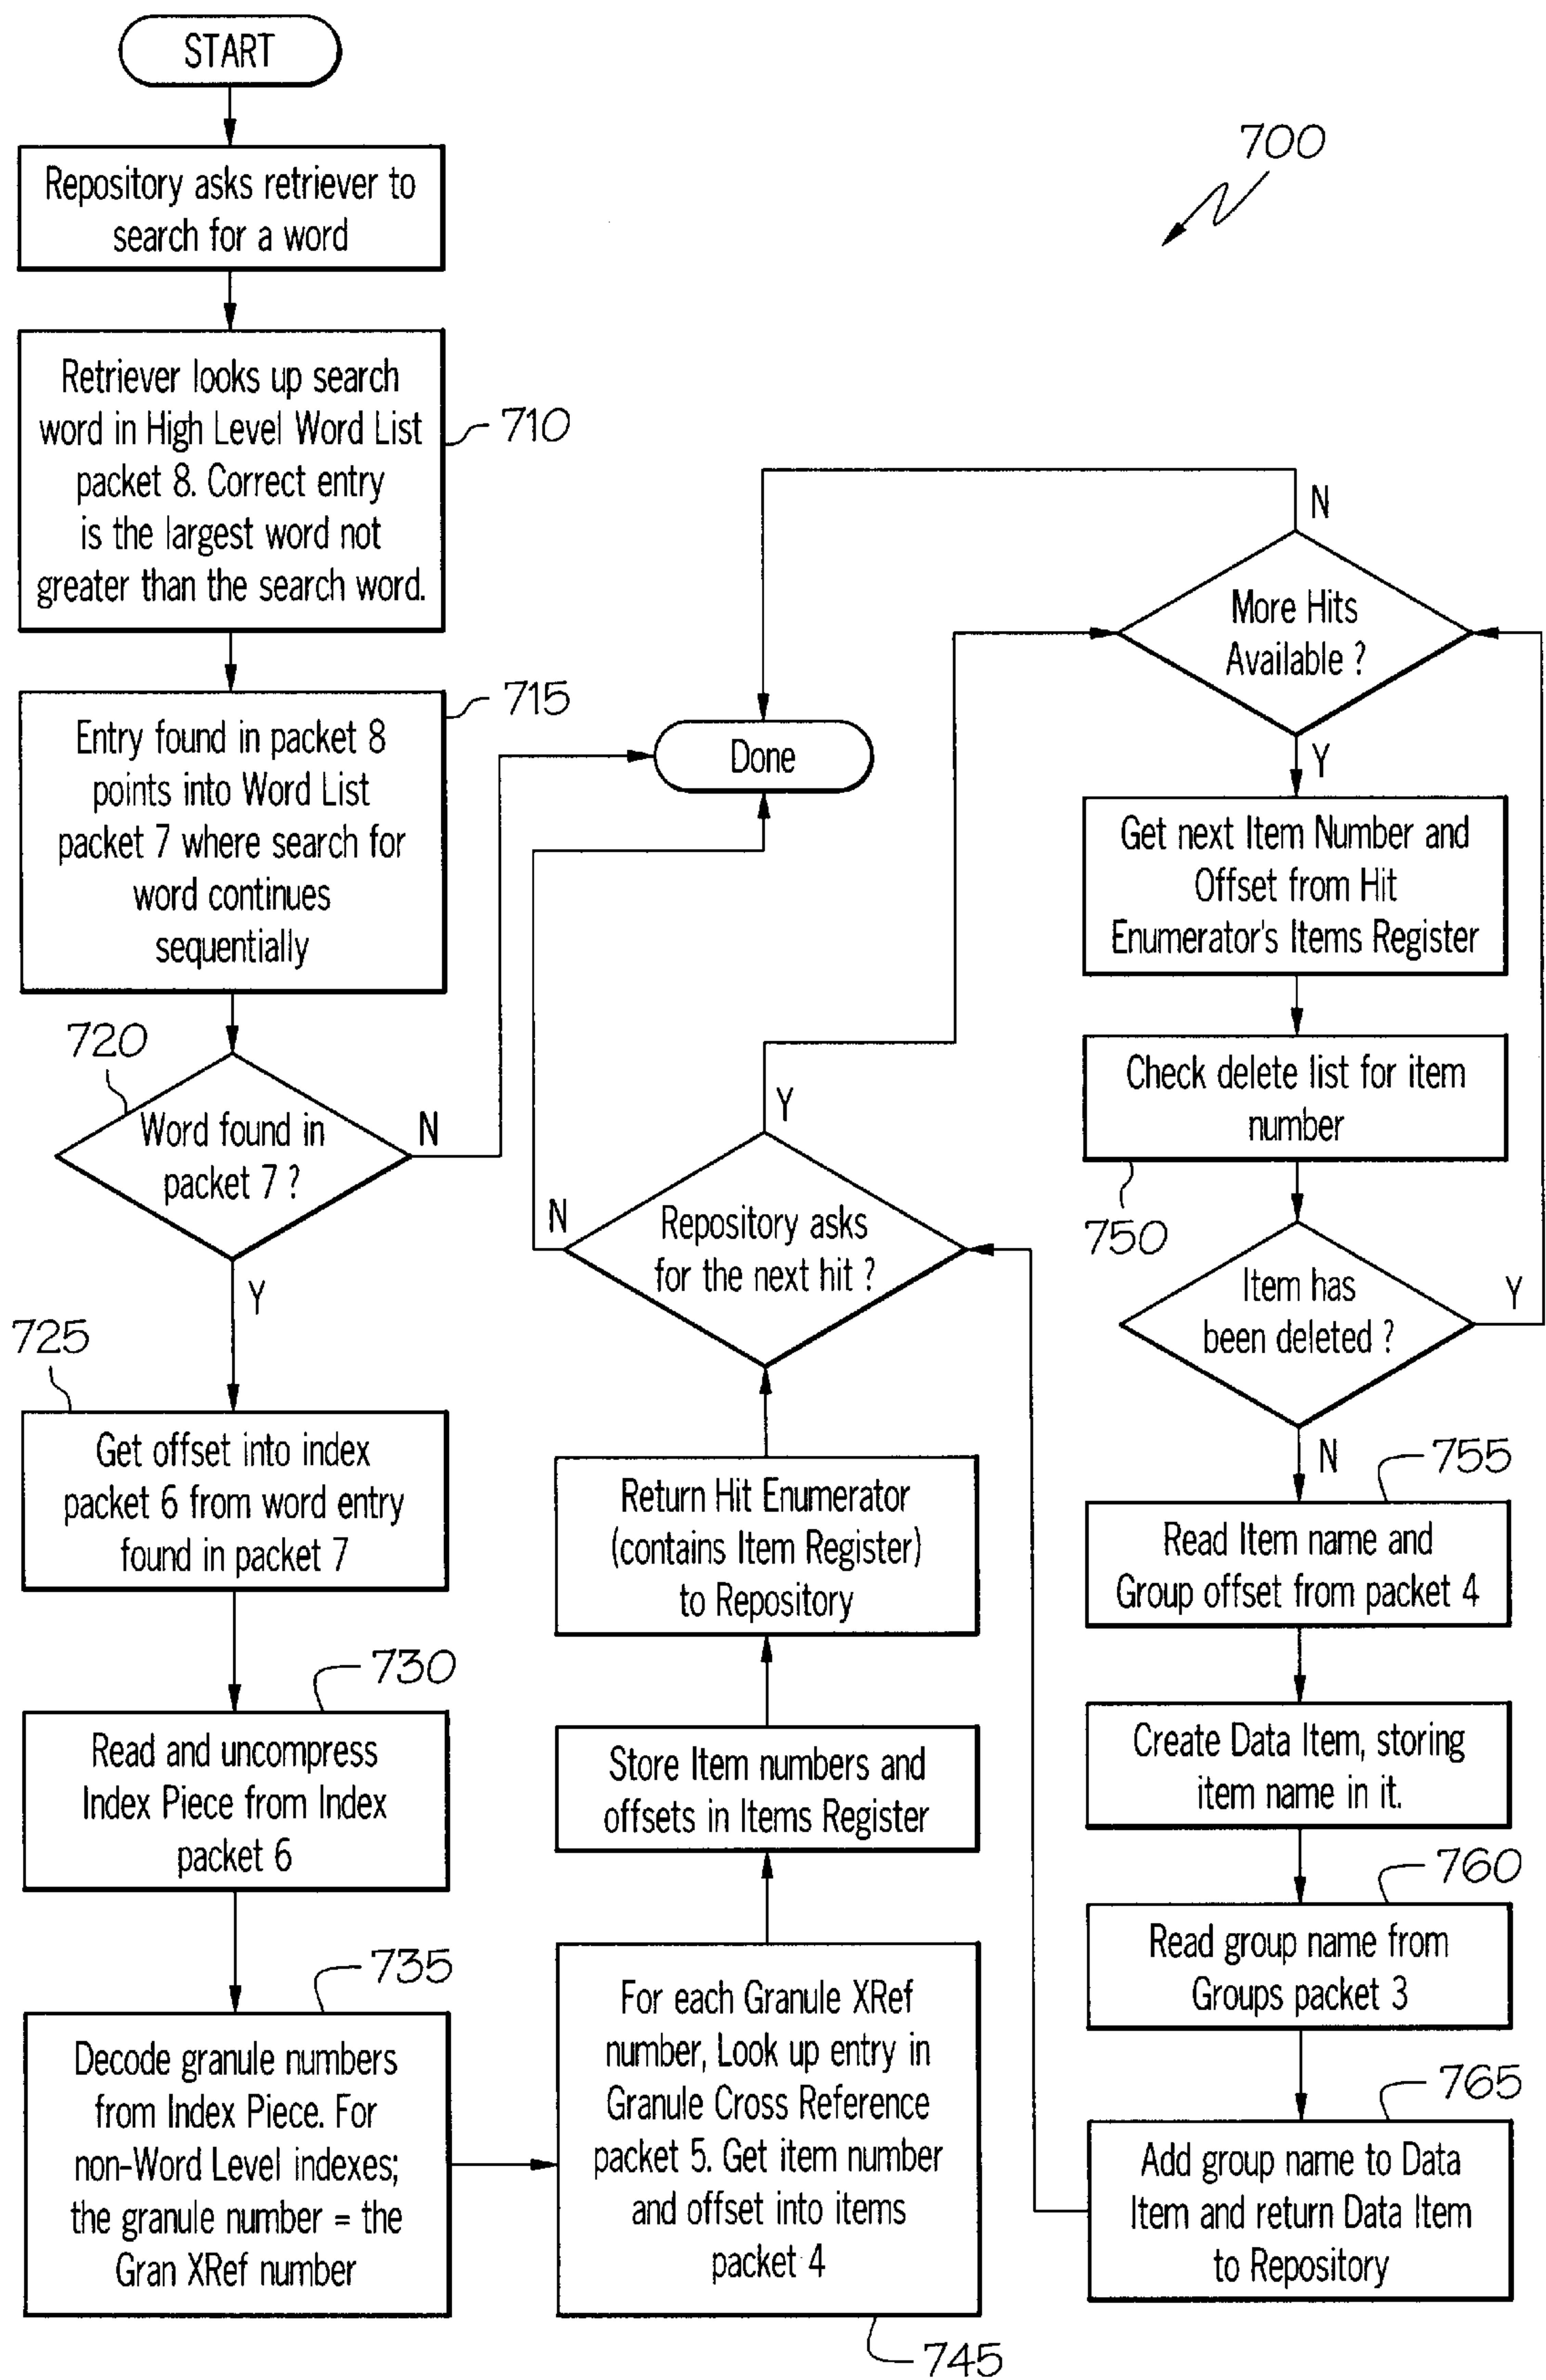 START
Repository asks retriever to
search for a word
700
Retriever looks up search
word in High Level Word List
packet 8. Correct entry
is the largest word not
greater than the search word.
710
Entry found in packet 8
points into Word List
packet 7 where search for
word continues
sequentially
715
720
Word found in
packet 7 ?
N
Y
725
Get offset into index
packet 6 from word entry
found in packet 7
730
Read and uncompress
Index Piece from Index
packet 6
735
Decode granule numbers
from Index Piece. For
non-Word Level indexes;
the granule number = the
Gran XRef number
For each Granule XRef
number, Look up entry in
Granule Cross Reference
packet 5. Get item number
and offset into items
packet 4
745
Store Item numbers and
offsets in Items Register
Return Hit Enumerator
(contains Item Register)
to Repository
Repository asks
for the next hit ?
N
Y
Done
More Hits
Available ?
N
Y
Get next Item Number and
Offset from Hit
Enumerator's Items Register
Check delete list for item
number
750
Item has
been deleted ?
Y
N
755
Read Item name and
Group offset from packet 4
Create Data Item, storing
item name in it.
760
Read group name from
Groups packet 3
765
Add group name to Data
Item and return Data Item
to Repository